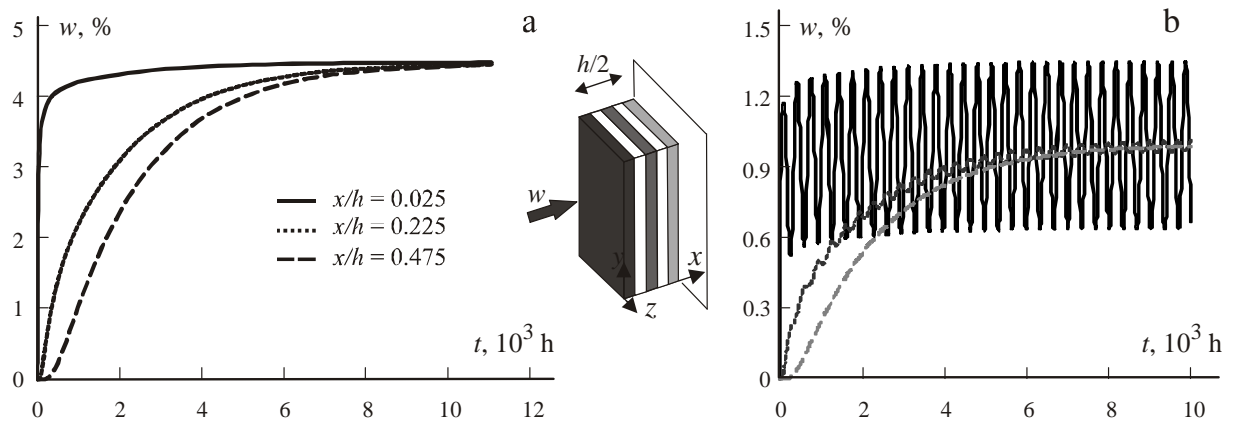 a
w, %
5
4
3
2
1
0
x/h = 0.025
x/h = 0.225
x/h = 0.475
t, 10³ h
0 2 4 6 8 10 12
h/2
w
y
x
z
b
w, %
1.5
1.2
0.9
0.6
0.3
0
t, 10³ h
0 2 4 6 8 10